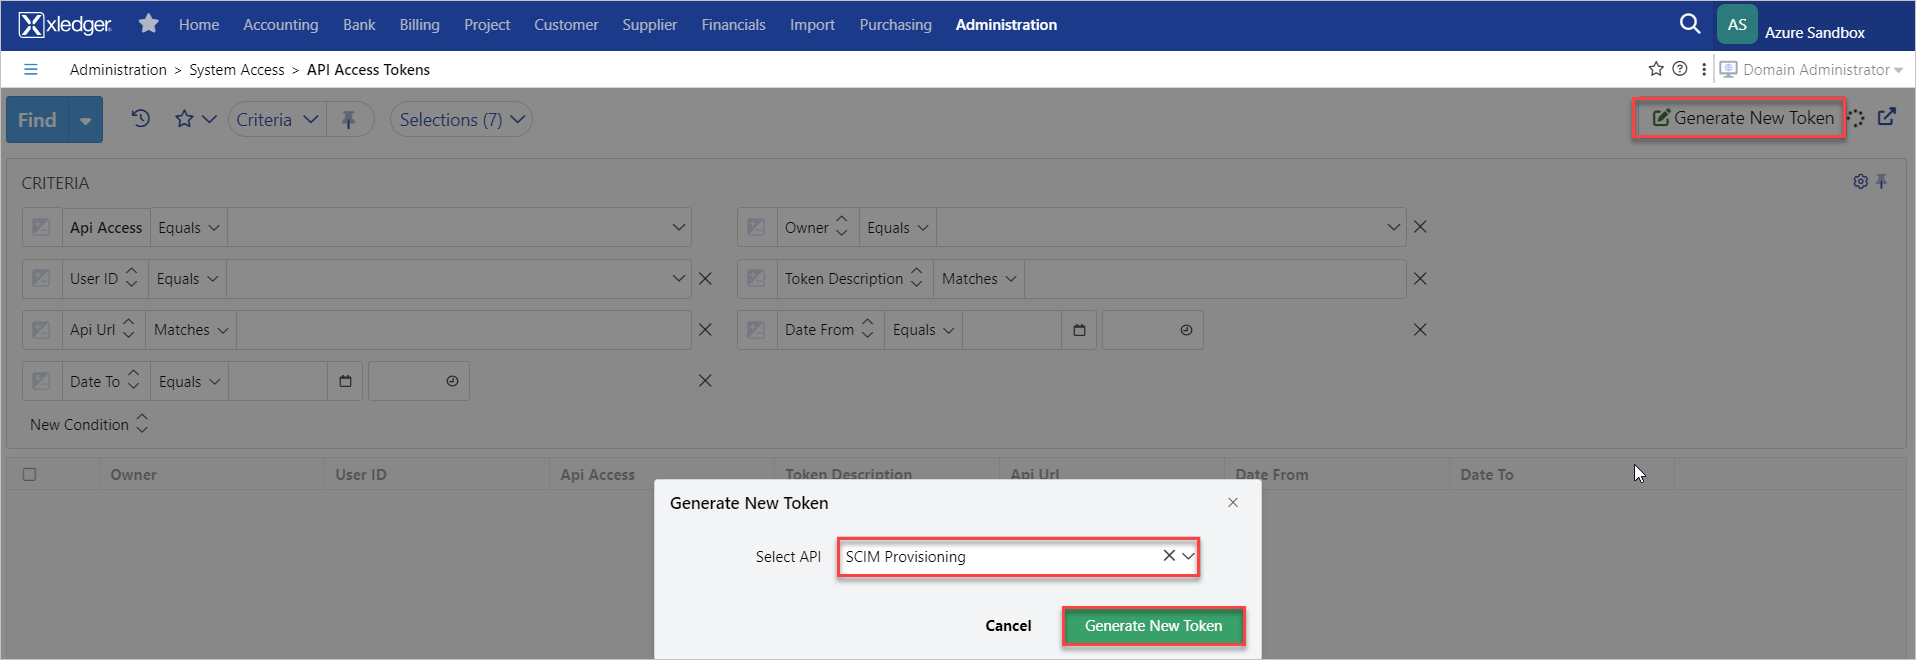 xledger Home Accounting Bank Billing Project Customer Supplier Financials Import Purchasing Administration AS Azure Sandbox
Administration > System Access > API Access Tokens Domain Administrator
Find Criteria Selections (7) Generate New Token
CRITERIA
Api Access Equals Owner Equals
User ID Equals Token Description Matches
Api Url Matches Date From Equals
Date To Equals
New Condition
Owner User ID Api Access Token Description Api Url Date From Date To
Generate New Token
Select API SCIM Provisioning
Cancel Generate New Token